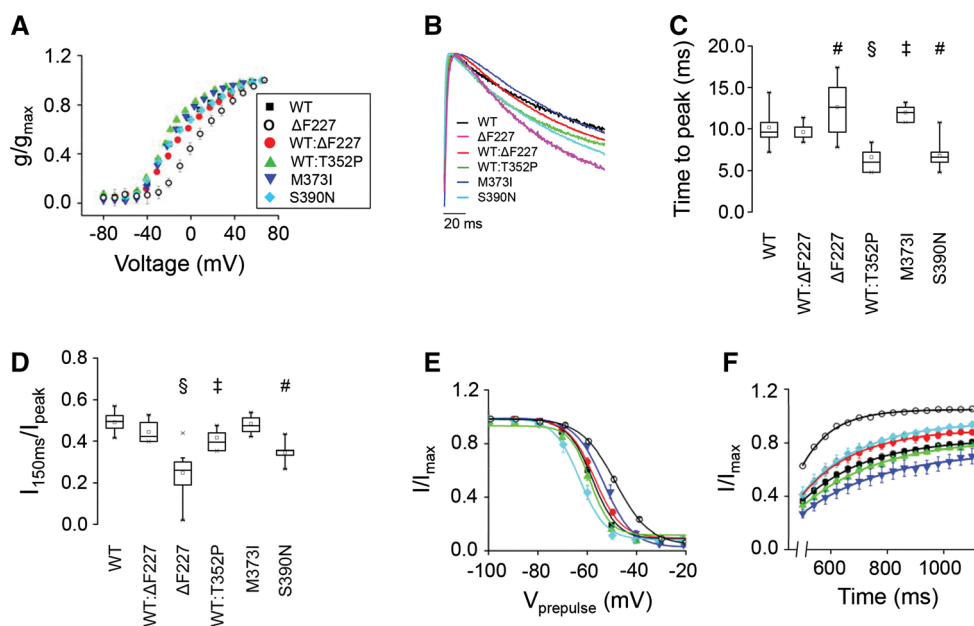 A
1.2
0.8
0.4
0.0
g/gmax
-80 -40 0 40 80
Voltage (mV)
WT
ΔF227
WT:ΔF227
WT:T352P
M373I
S390N
B
WT
ΔF227
WT:ΔF227
WT:T352P
M373I
S390N
20 ms
C
Time to peak (ms)
20.0
15.0
10.0
5.0
0.0
# § ‡ #
WT
WT:ΔF227
ΔF227
WT:T352P
M373I
S390N
D
I150ms/Ipeak
0.8
0.6
0.4
0.2
0.0
§ ‡ #
WT
WT:ΔF227
ΔF227
WT:T352P
M373I
S390N
E
I/Imax
1.2
0.8
0.4
0.0
-100 -80 -60 -40 -20
Vprepulse (mV)
F
I/Imax
1.2
0.8
0.4
0.0
600 800 1000
Time (ms)